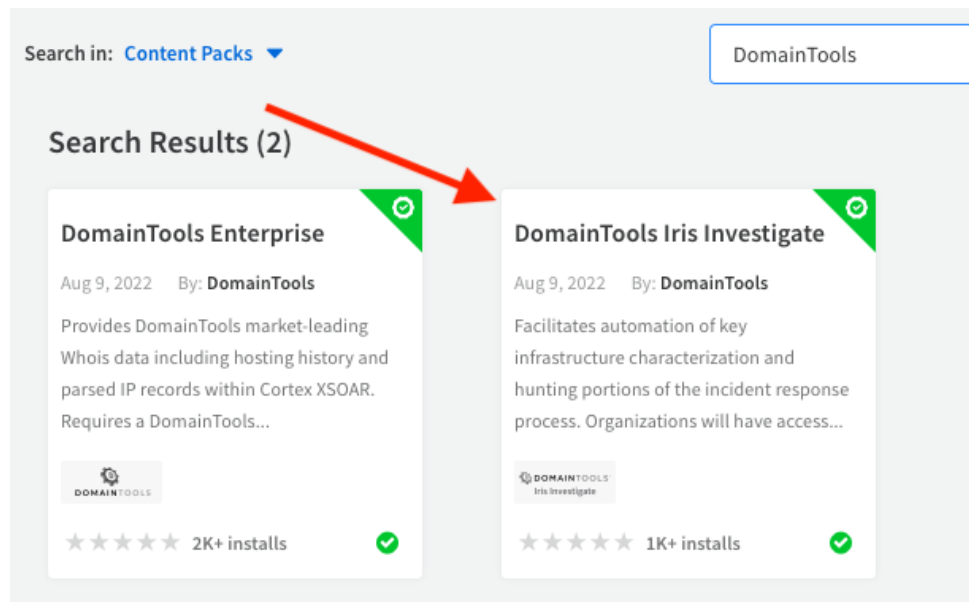 Search in: Content Packs
DomainTools
Search Results (2)
DomainTools Enterprise
Aug 9, 2022 By: DomainTools
Provides DomainTools market-leading
Whois data including hosting history and
parsed IP records within Cortex XSOAR.
Requires a DomainTools...
DOMAINTOOLS
2K+ installs
DomainTools Iris Investigate
Aug 9, 2022 By: DomainTools
Facilitates automation of key
infrastructure characterization and
hunting portions of the incident response
process. Organizations will have access...
DOMAINTOOLS
Iris Investigate
1K+ installs